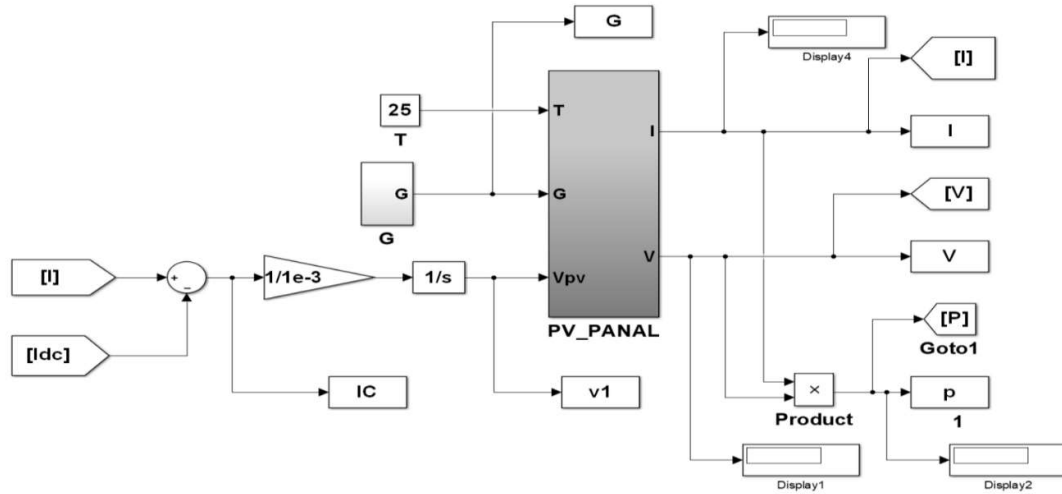 G
Display4
[I]
25
T
T
I
I
G
G
G
[V]
V
V
[I]
+
−
1/1e-3
1/s
Vpv
PV_PANAL
[P]
Goto1
[Idc]
IC
v1
×
Product
p
1
Display1
Display2